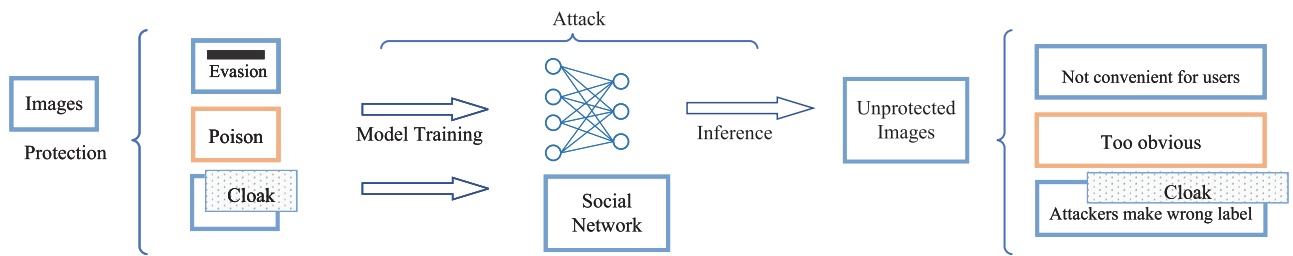 Attack
Images
Protection
Evasion
Poison
Cloak
Model Training
Social
Network
Inference
Unprotected
Images
Not convenient for users
Too obvious
Cloak
Attackers make wrong label